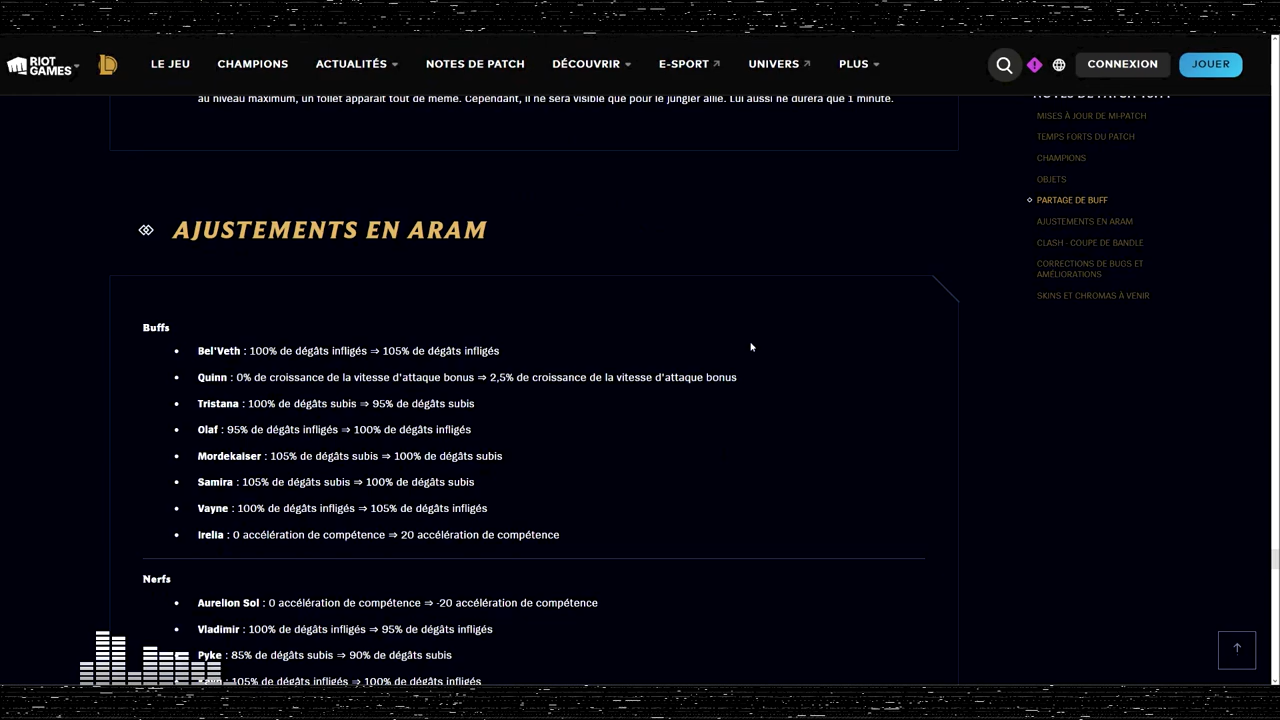 RIOT GAMES
LE JEU
CHAMPIONS
ACTUALITÉS
NOTES DE PATCH
DÉCOUVRIR
E-SPORT
UNIVERS
PLUS
CONNEXION
JOUER
au niveau maximum, un follet apparaît tout de même. Cependant, il ne sera visible que pour le jungler allié. Lui aussi ne durera que 1 minute.
AJUSTEMENTS EN ARAM
Buffs
Bel'Veth : 100% de dégâts infligés ⇒ 105% de dégâts infligés
Quinn : 0% de croissance de la vitesse d'attaque bonus ⇒ 2,5% de croissance de la vitesse d'attaque bonus
Tristana : 100% de dégâts subis ⇒ 95% de dégâts subis
Olaf : 95% de dégâts infligés ⇒ 100% de dégâts infligés
Mordekaiser : 105% de dégâts subis ⇒ 100% de dégâts subis
Samira : 105% de dégâts subis ⇒ 100% de dégâts subis
Vayne : 100% de dégâts infligés ⇒ 105% de dégâts infligés
Irelia : 0 accélération de compétence ⇒ 20 accélération de compétence
Nerfs
Aurelion Sol : 0 accélération de compétence ⇒ -20 accélération de compétence
Vladimir : 100% de dégâts infligés ⇒ 95% de dégâts infligés
Pyke : 85% de dégâts subis ⇒ 90% de dégâts subis
: 105% de dégâts infligés ⇒ 100% de dégâts infligés
NOTES DE PATCH
MISES À JOUR DE MI-PATCH
TEMPS FORTS DU PATCH
CHAMPIONS
OBJETS
PARTAGE DE BUFF
AJUSTEMENTS EN ARAM
CLASH - COUPE DE BANDLE
CORRECTIONS DE BUGS ET
AMÉLIORATIONS
SKINS ET CHROMAS À VENIR